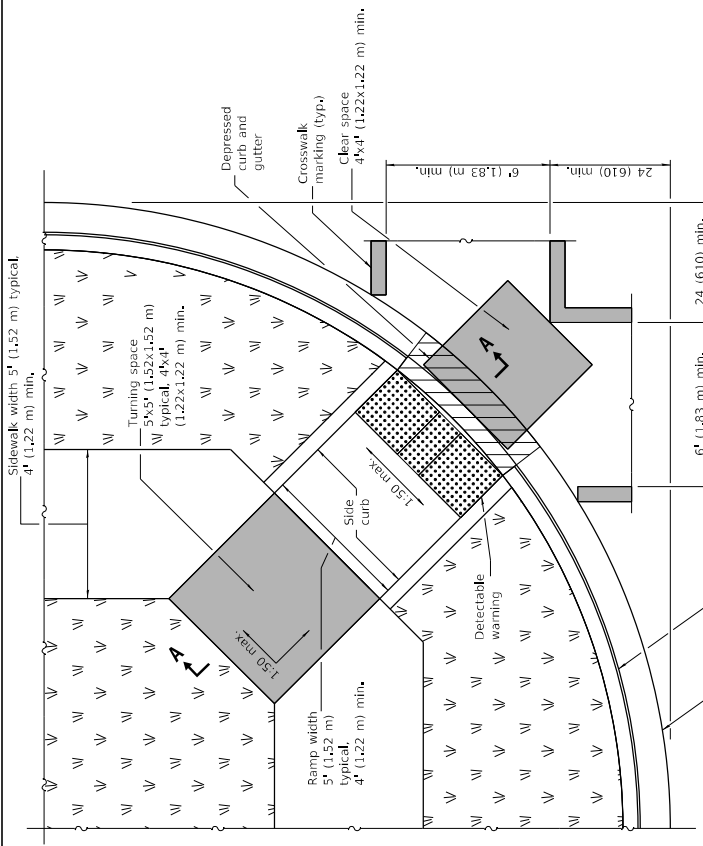 Sidewalk width 5' (1.52 m) typical.
4' (1.22 m) min.
Turning space
5'x5' (1.52x1.52 m)
typical. 4'x4'
(1.22x1.22 m) min.
Depressed
curb and
gutter
Crosswalk
marking (typ.)
Clear space
4'x4' (1.22x1.22 m) min.
6' (1.83 m) min.
24 (610) min.
24 (610) min.
6' (1.83 m) min.
A
A
1:50 max.
1:50 max.
Side
curb
Detectable
warning
Ramp width
5' (1.52 m)
typical.
4' (1.22 m) min.